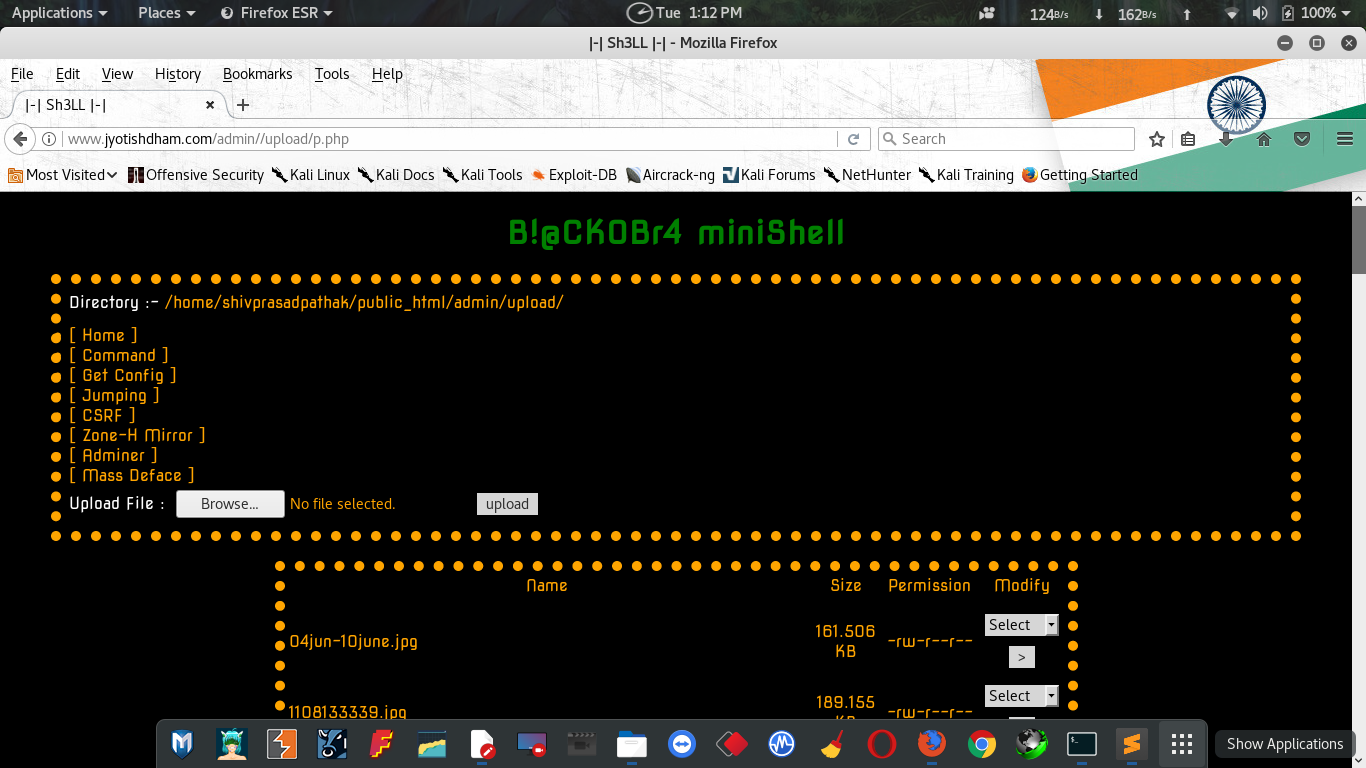 Applications Places Firefox ESR Tue 1:12 PM 124B/s 162B/s 100%
|-| Sh3LL |-| - Mozilla Firefox
File Edit View History Bookmarks Tools Help
|-| Sh3LL |-|
www.jyotishdham.com/admin//upload/p.php Search
Most Visited Offensive Security Kali Linux Kali Docs Kali Tools Exploit-DB Aircrack-ng Kali Forums NetHunter Kali Training Getting Started
B!@CK0Br4 miniShell
Directory :- /home/shivprasadpathak/public_html/admin/upload/
[ Home ]
[ Command ]
[ Get Config ]
[ Jumping ]
[ CSRF ]
[ Zone-H Mirror ]
[ Adminer ]
[ Mass Deface ]
Upload File : Browse... No file selected. upload
Name Size Permission Modify
04jun-10june.jpg 161.506 KB -rw-r--r-- Select
>
1108133339.jpg 189.155 KB -rw-r--r-- Select
Show Applications